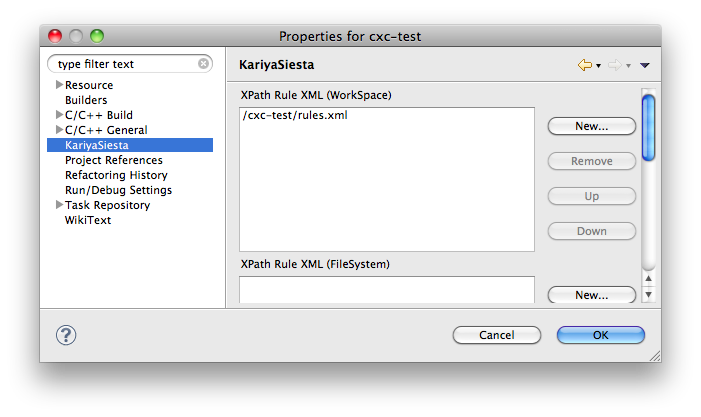 Properties for cxc-test
type filter text
KariyaSiesta
Resource
Builders
C/C++ Build
C/C++ General
KariyaSiesta
Project References
Refactoring History
Run/Debug Settings
Task Repository
WikiText
XPath Rule XML (WorkSpace)
/cxc-test/rules.xml
New...
Remove
Up
Down
XPath Rule XML (FileSystem)
New...
?
Cancel
OK